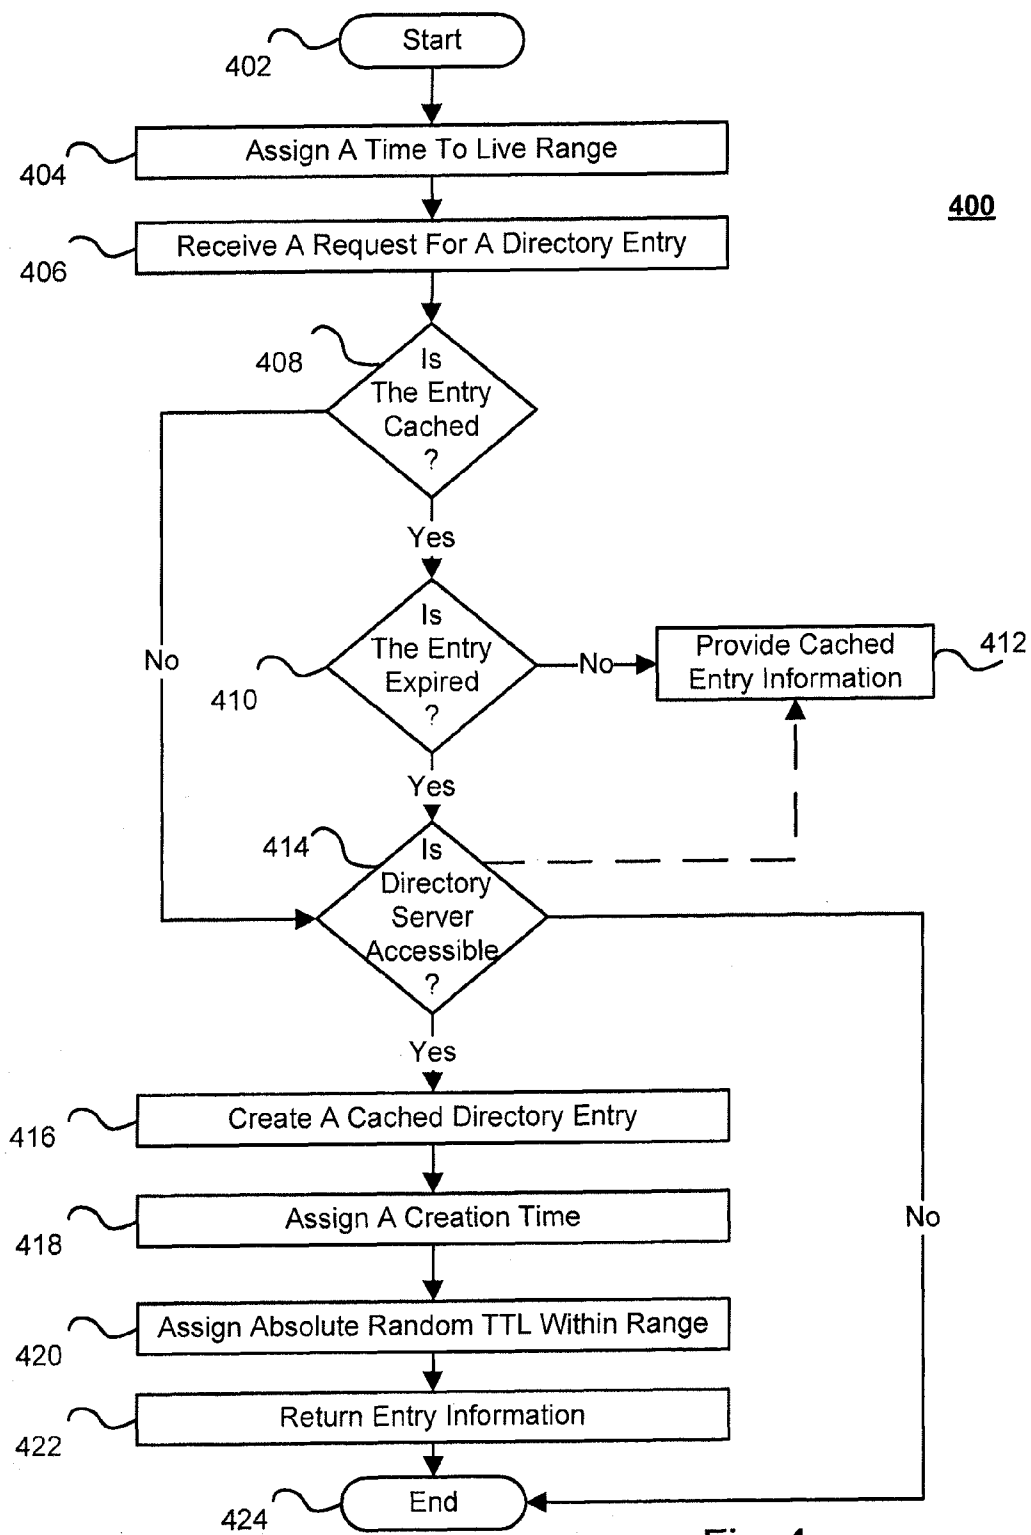 Start
402
Assign A Time To Live Range
404
400
Receive A Request For A Directory Entry
406
408
Is
The Entry
Cached
?
Yes
Is
The Entry
Expired
?
410
No
No
Provide Cached
Entry Information
412
Yes
414
Is
Directory
Server
Accessible
?
Yes
Create A Cached Directory Entry
416
Assign A Creation Time
418
No
Assign Absolute Random TTL Within Range
420
Return Entry Information
422
End
424